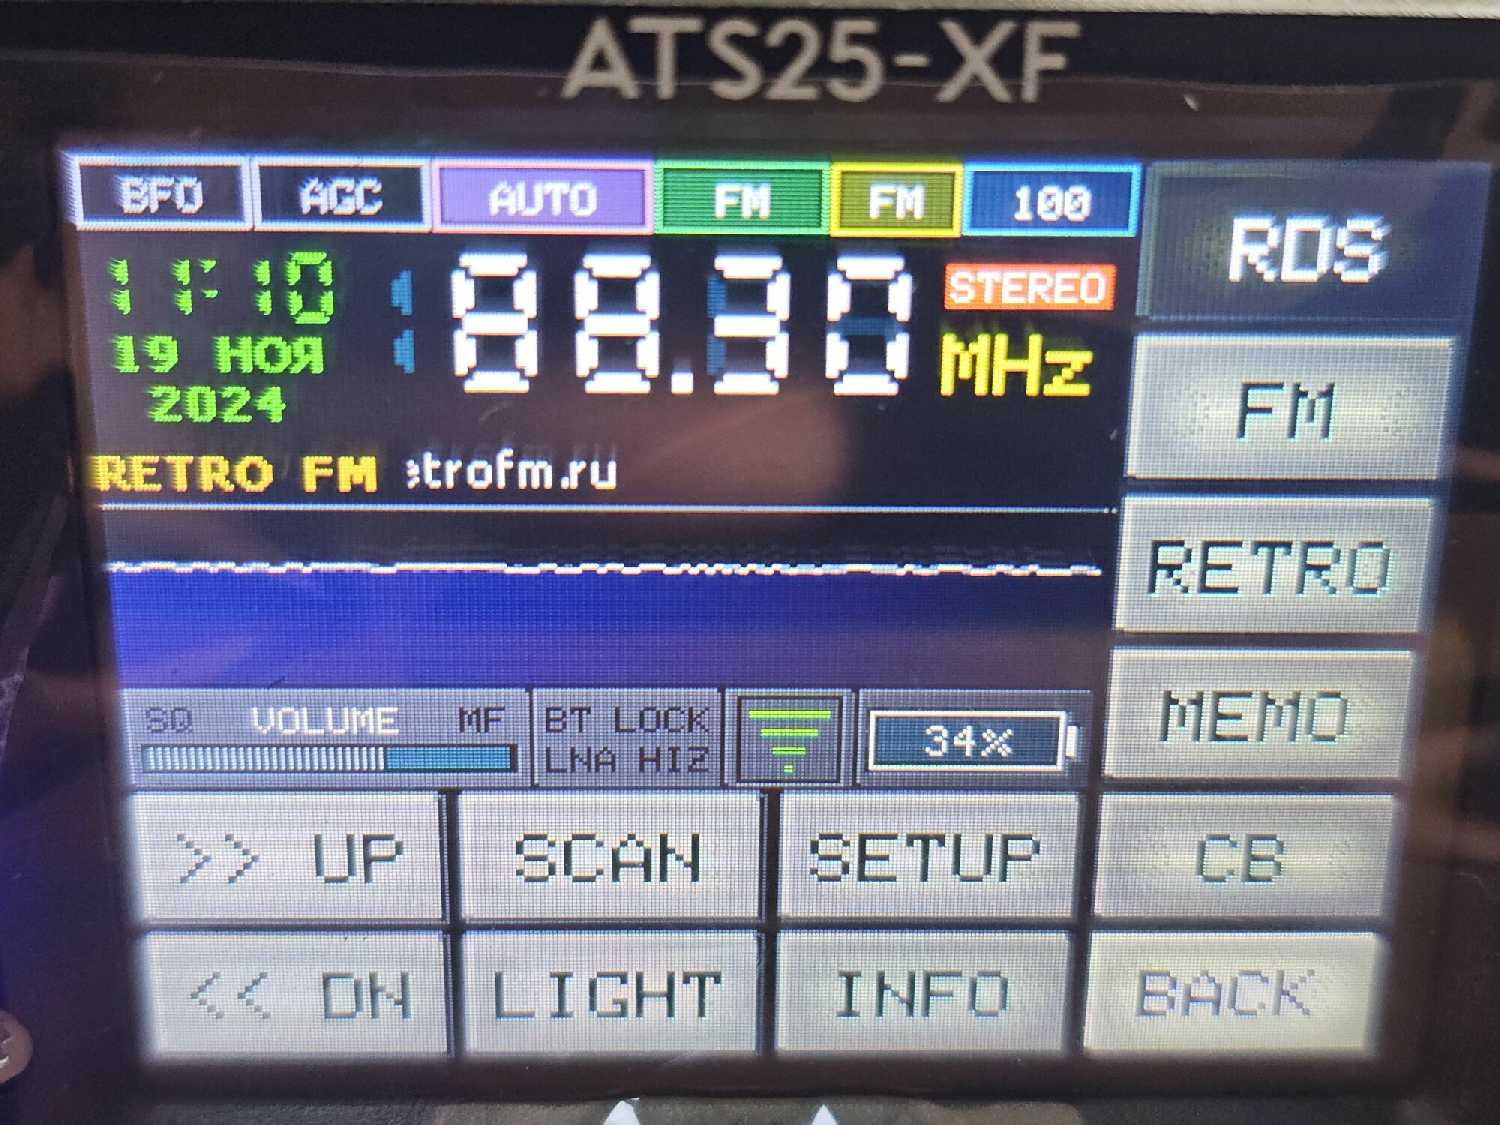 ATS25-XF
BFO AGC AUTO FM FM 100 RDS
11:10 88.30 STEREO
19 НОЯ MHz FM
2024
RETRO FM trofm.ru
RETRO
SQ VOLUME MF BT LOCK MEMO
LNA HIZ 34%
>> UP SCAN SETUP CB
<< DN LIGHT INFO BACK